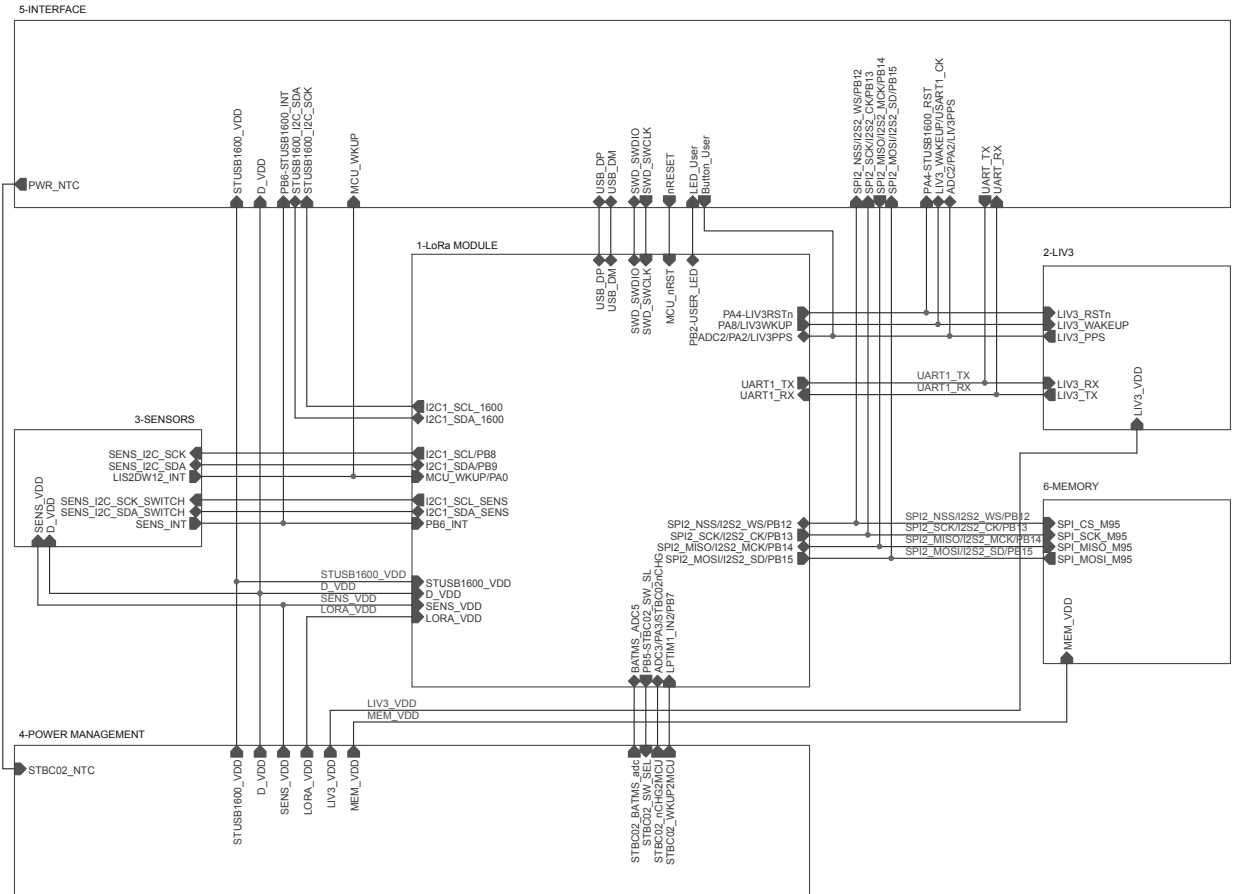 5-INTERFACE
PWR_NTC
STUSB1600_VDD
D_VDD
PB6-STUSB1600_INT
STUSB1600_I2C_SDA
STUSB1600_I2C_SCK
MCU_WKUP
USB_DP
USB_DM
SWD_SWDIO
SWD_SWCLK
nRESET
LED_User
Button_User
SPI2_NSS/I2S2_WS/PB12
SPI2_SCK/I2S2_CK/PB13
SPI2_MISO/I2S2_MCK/PB14
SPI2_MOSI/I2S2_SD/PB15
PA4-STUSB1600_RST
LIV3_WAKEUP/USART1_CK
ADC2/PA2/LIV3PPS
UART_TX
UART_RX
1-LoRa MODULE
USB_DP
USB_DM
SWD_SWDIO
SWD_SWCLK
MCU_nRST
PB2-USER_LED
PA4-LIV3RSTn
PA8/LIV3WKUP
ADC2/PA2/LIV3PPS
UART1_TX
UART1_RX
I2C1_SCL_1600
I2C1_SDA_1600
I2C1_SCL/PB8
I2C1_SDA/PB9
MCU_WKUP/PA0
I2C1_SCL_SENS
I2C1_SDA_SENS
PB6_INT
SPI2_NSS/I2S2_WS/PB12
SPI2_SCK/I2S2_CK/PB13
SPI2_MISO/I2S2_MCK/PB14
SPI2_MOSI/I2S2_SD/PB15
STUSB1600_VDD
D_VDD
SENS_VDD
LORA_VDD
BATMS_ADC5
PB5-STBC02_SW_SL
ADC3/PA3/STBC02nCHG
LPTIM1_IN2/PB7
2-LIV3
LIV3_RSTn
LIV3_WAKEUP
LIV3_PPS
LIV3_RX
LIV3_TX
LIV3_VDD
UART1_TX
UART1_RX
3-SENSORS
SENS_I2C_SCK
SENS_I2C_SDA
LIS2DW12_INT
SENS_I2C_SCK_SWITCH
SENS_I2C_SDA_SWITCH
SENS_INT
SENS_VDD
D_VDD
STUSB1600_VDD
D_VDD
SENS_VDD
LORA_VDD
6-MEMORY
SPI2_NSS/I2S2_WS/PB12
SPI2_SCK/I2S2_CK/PB13
SPI2_MISO/I2S2_MCK/PB14
SPI2_MOSI/I2S2_SD/PB15
SPI_CS_M95
SPI_SCK_M95
SPI_MISO_M95
SPI_MOSI_M95
MEM_VDD
LIV3_VDD
MEM_VDD
4-POWER MANAGEMENT
STBC02_NTC
STUSB1600_VDD
D_VDD
SENS_VDD
LORA_VDD
LIV3_VDD
MEM_VDD
STBC02_BATMS_adc
STBC02_SW_SEL
STBC02_nCHG2MCU
STBC02_WKUP2MCU